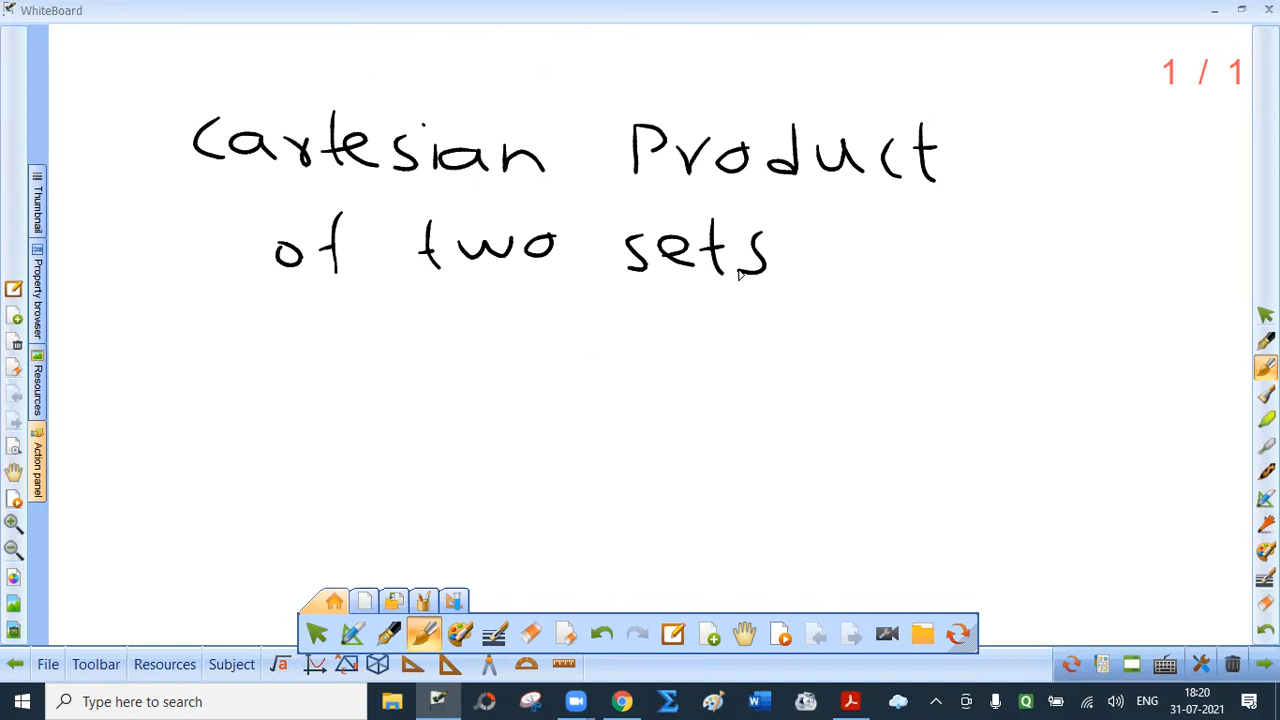 WhiteBoard
1 / 1
Cartesian Product
of two sets
Thumbnail
Property browser
Resources
Action panel
File Toolbar Resources Subject
Type here to search
ENG
18:20
31-07-2021